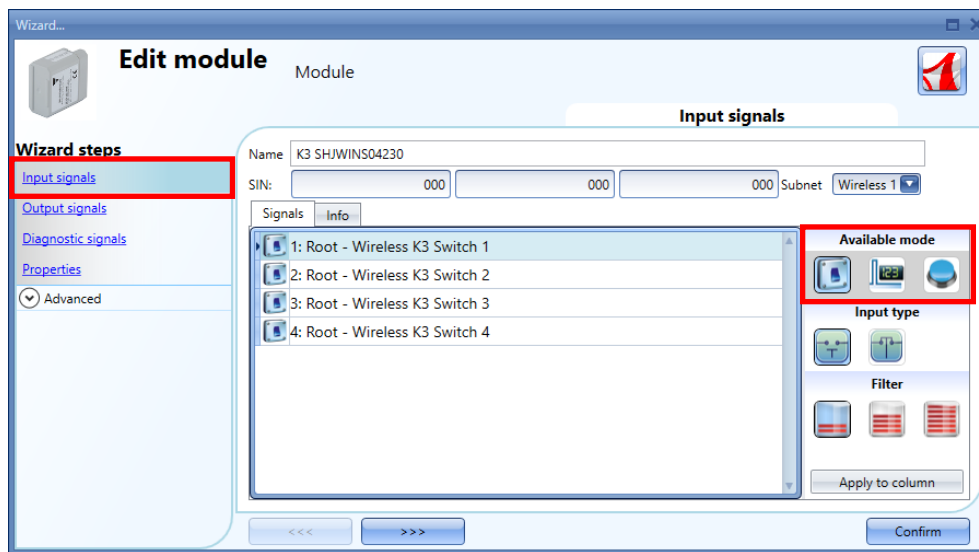 Wizard...
Edit module
Module
Input signals
Wizard steps
Input signals
Output signals
Diagnostic signals
Properties
Advanced
Name K3 SHJWINS04230
SIN: 000 000 000 Subnet Wireless 1
Signals Info
1: Root - Wireless K3 Switch 1
2: Root - Wireless K3 Switch 2
3: Root - Wireless K3 Switch 3
4: Root - Wireless K3 Switch 4
Available mode
123
Input type
Filter
Apply to column
<<< >>> Confirm